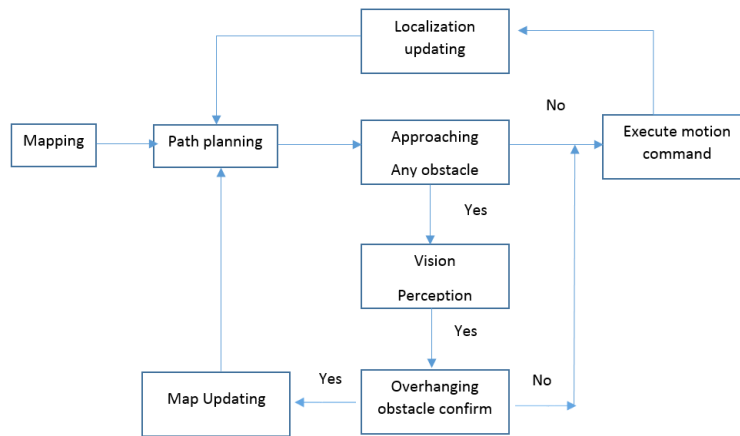 Localization
updating
No
Mapping
Path planning
Approaching
Any obstacle
Execute motion
command
Yes
Vision
Perception
Yes
Map Updating
Yes
Overhanging
obstacle confirm
No